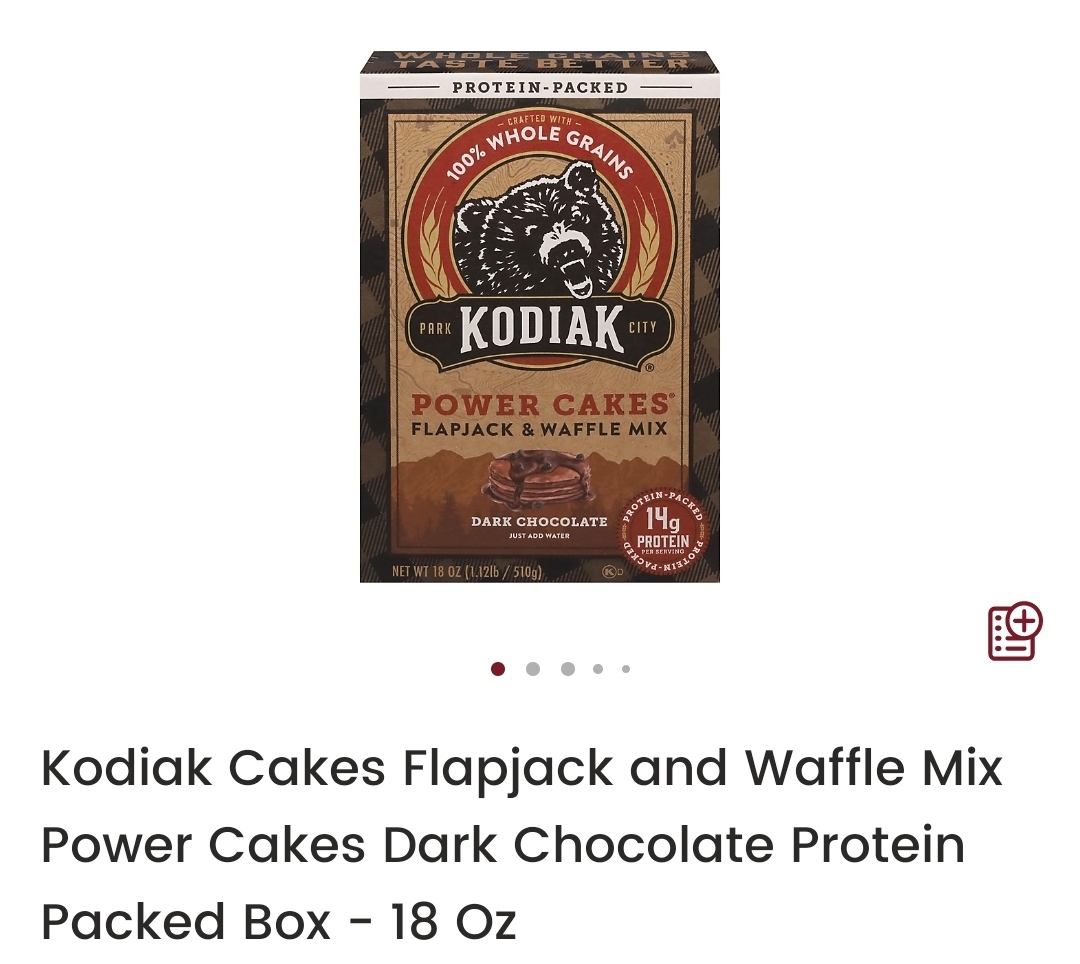 WHOLE GRAINS
TASTE BETTER
PROTEIN-PACKED
CRAFTED WITH
100% WHOLE GRAINS
PARK KODIAK CITY
®
POWER CAKES®
FLAPJACK & WAFFLE MIX
DARK CHOCOLATE
JUST ADD WATER
PROTEIN-PACKED
14g
PROTEIN
PER SERVING
PROTEIN-PACKED
NET WT 18 OZ (1.12lb / 510g)
K D
Kodiak Cakes Flapjack and Waffle Mix
Power Cakes Dark Chocolate Protein
Packed Box - 18 Oz